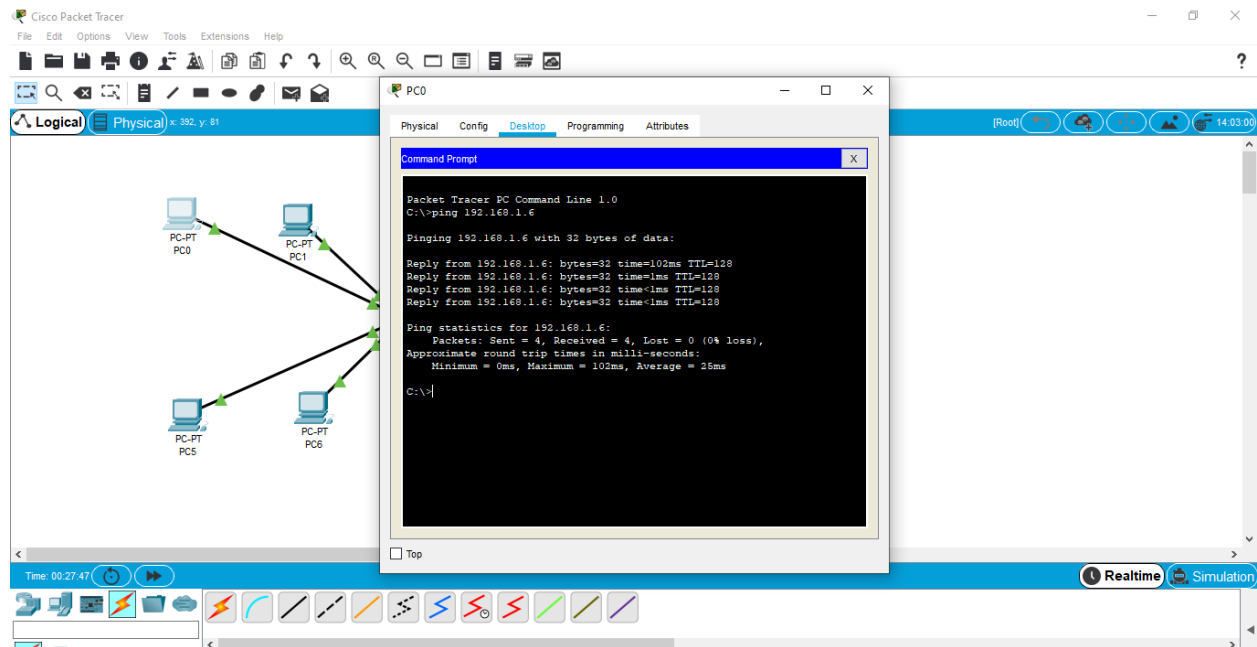 Cisco Packet Tracer
File Edit Options View Tools Extensions Help
?
PC0
Logical Physical x: 392, y: 81
[Root] 14:03:00
Physical Config Desktop Programming Attributes
Command Prompt X
Packet Tracer PC Command Line 1.0
C:\>ping 192.168.1.6
Pinging 192.168.1.6 with 32 bytes of data:
Reply from 192.168.1.6: bytes=32 time=102ms TTL=128
Reply from 192.168.1.6: bytes=32 time=1ms TTL=128
Reply from 192.168.1.6: bytes=32 time<1ms TTL=128
Reply from 192.168.1.6: bytes=32 time<1ms TTL=128
Ping statistics for 192.168.1.6:
Packets: Sent = 4, Received = 4, Lost = 0 (0% loss),
Approximate round trip times in milli-seconds:
Minimum = 0ms, Maximum = 102ms, Average = 25ms
C:\>
PC-PT
PC0
PC-PT
PC1
PC-PT
PC5
PC-PT
PC6
Top
Time: 00:27:47
Realtime Simulation